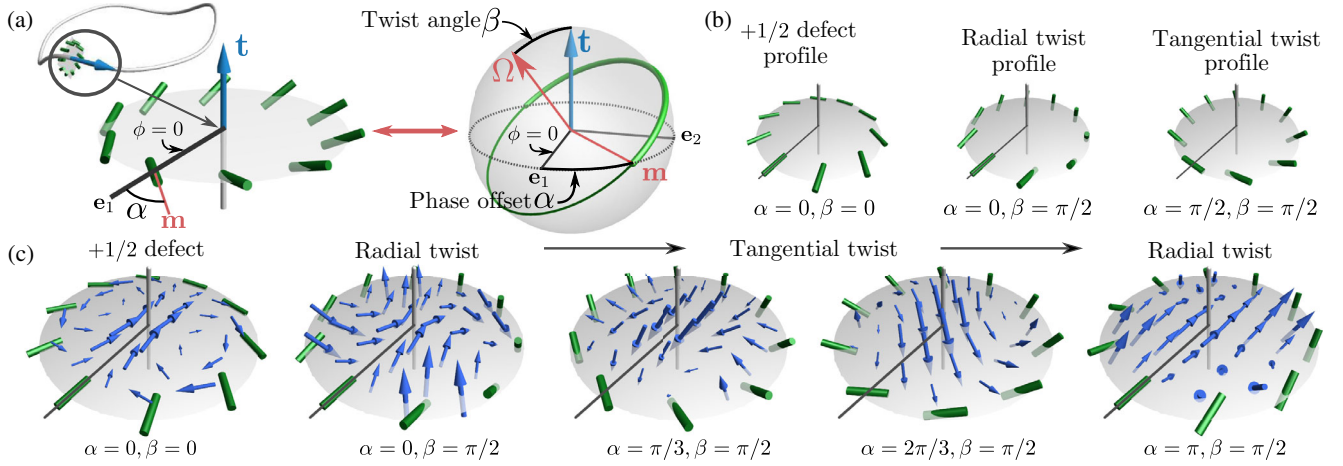 (a)
t
ϕ = 0
e₁
α
m
Twist angle β
t
Ω
ϕ = 0
e₂
e₁
m
Phase offset α
(b)
+1/2 defect
profile
Radial twist
profile
Tangential twist
profile
α = 0, β = 0
α = 0, β = π/2
α = π/2, β = π/2
(c)
+1/2 defect
Radial twist
Tangential twist
Radial twist
α = 0, β = 0
α = 0, β = π/2
α = π/3, β = π/2
α = 2π/3, β = π/2
α = π, β = π/2